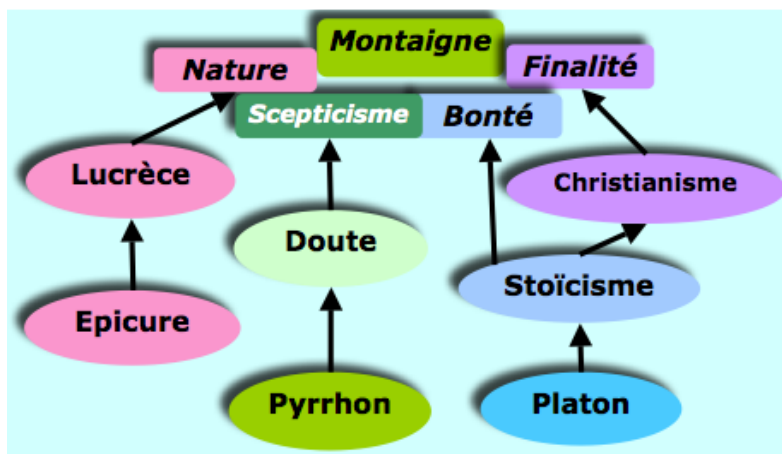 Montaigne
Nature
Finalité
Scepticisme
Bonté
Lucrèce
Christianisme
Doute
Stoïcisme
Epicure
Pyrrhon
Platon